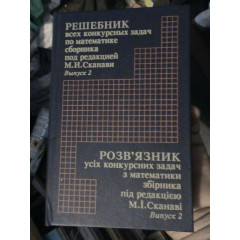 РЕШЕБНИК
всех конкурсных задач
по математике
сборника
под редакцией
М.И.Сканави
Выпуск 2
РОЗВ'ЯЗНИК
усіх конкурсних задач
з математики
збірника
під редакцією
М.І.Сканаві
Випуск 2